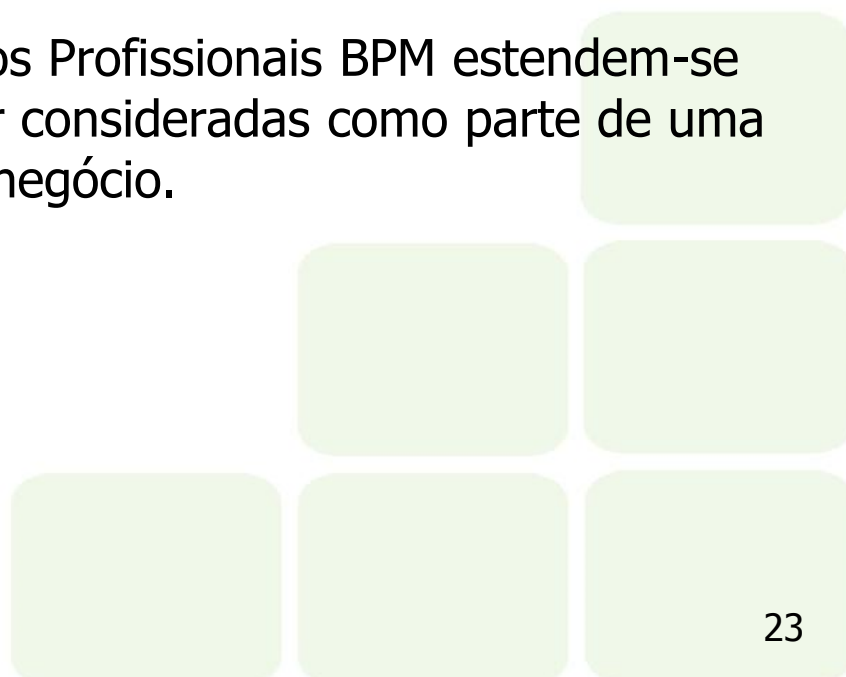 os Profissionais BPM estendem-se
r consideradas como parte de uma
negócio.
23